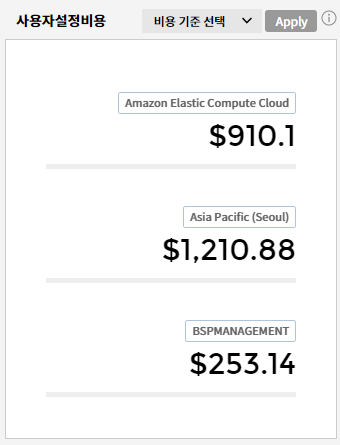 사용자설정비용
비용 기준 선택
Apply
Amazon Elastic Compute Cloud
$910.1
Asia Pacific (Seoul)
$1,210.88
BSPMANAGEMENT
$253.14